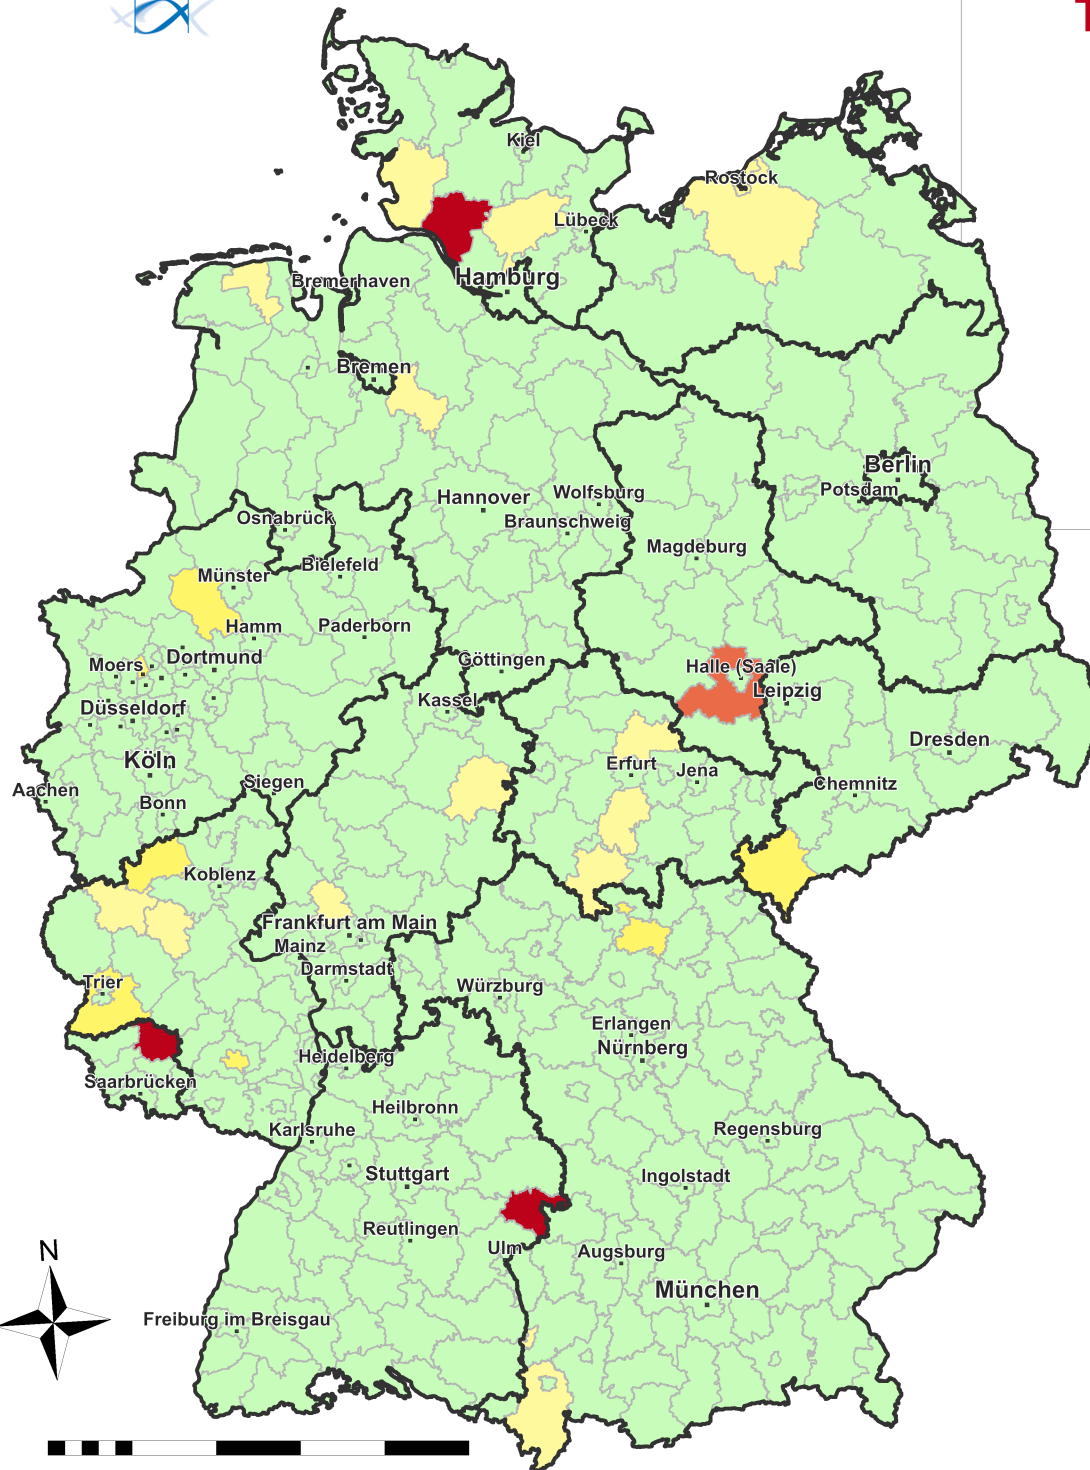 Kiel
Rostock
Lübeck
Hamburg
Bremerhaven
Bremen
Berlin
Potsdam
Hannover
Wolfsburg
Braunschweig
Osnabrück
Magdeburg
Bielefeld
Münster
Hamm
Paderborn
Göttingen
Moers
Dortmund
Halle (Saale)
Leipzig
Kassel
Düsseldorf
Dresden
Köln
Erfurt
Jena
Chemnitz
Aachen
Siegen
Bonn
Koblenz
Frankfurt am Main
Mainz
Darmstadt
Trier
Würzburg
Erlangen
Nürnberg
Heidelberg
Saarbrücken
Heilbronn
Karlsruhe
Regensburg
Stuttgart
Ingolstadt
Reutlingen
Ulm
Augsburg
N
München
Freiburg im Breisgau